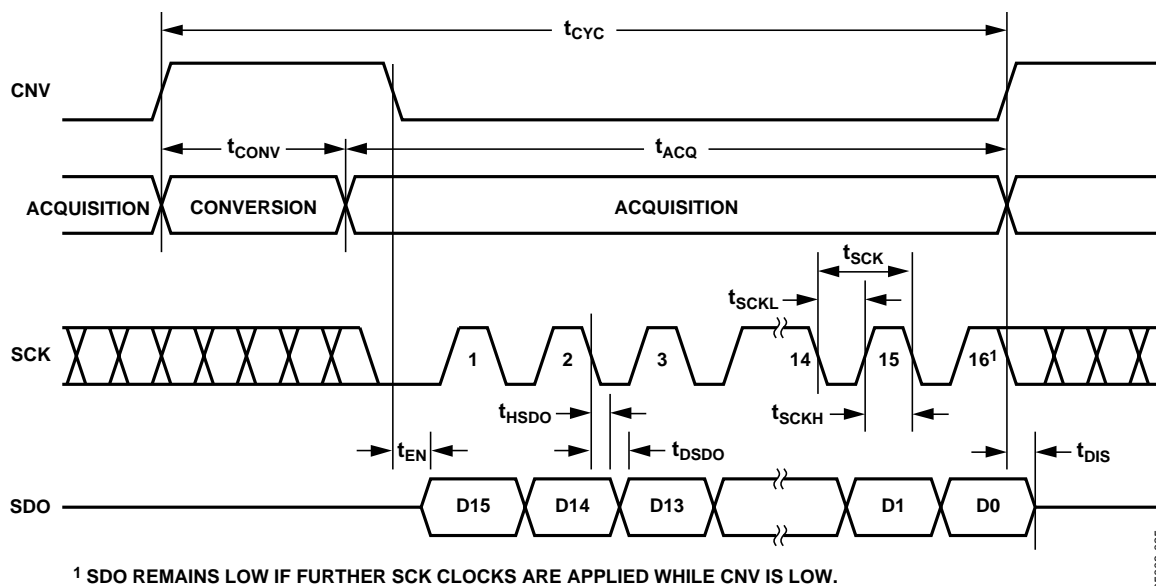 tCYC
CNV
tCONV
tACQ
ACQUISITION
CONVERSION
ACQUISITION
tSCK
tSCKL
SCK
1
2
3
14
15
16¹
tHSDO
tSCKH
tEN
tDSDO
tDIS
SDO
D15
D14
D13
D1
D0
¹ SDO REMAINS LOW IF FURTHER SCK CLOCKS ARE APPLIED WHILE CNV IS LOW.